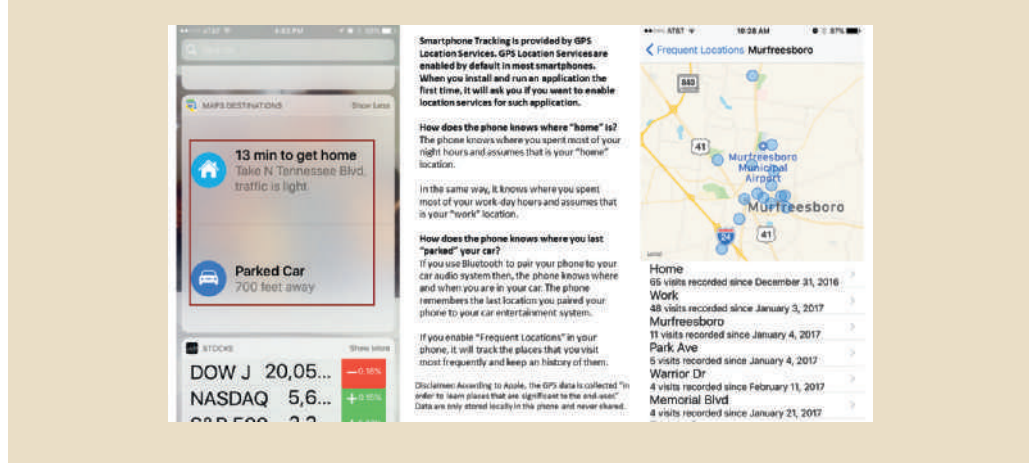 Search
MAPS DESTINATIONS Show Less
13 min to get home
Take N Tennessee Blvd,
traffic is light.
Parked Car
700 feet away
STOCKS Show More
DOW J 20,05... −0.16%
NASDAQ 5,6...
Smartphone Tracking is provided by GPS
Location Services. GPS Location Services are
enabled by default in most smartphones.
When you install and run an application the
first time, it will ask you if you want to enable
location services for such application.
How does the phone knows where "home" is?
The phone knows where you spent most of your
night hours and assumes that is your "home"
location.
In the same way, it knows where you spent
most of your work-day hours and assumes that
is your "work" location.
How does the phone knows where you last
"parked" your car?
If you use Bluetooth to pair your phone to your
car audio system then, the phone knows where
and when you are in your car. The phone
remembers the last location you paired your
phone to your car entertainment system.
If you enable "Frequent Locations" in your
phone, it will track the places that you visit
most frequently and keep an history of them.
Disclaimer: According to Apple, the GPS data is collected "in
order to learn places that are significant to the end-user."
Data are only stored locally in the phone and never shared.
AT&T 10:28 AM 87%
Frequent Locations Murfreesboro
840
41
Murfreesboro
Municipal
Airport
Murfreesboro
24
41
Legal
Home
65 visits recorded since December 31, 2016
Work
48 visits recorded since January 3, 2017
Murfreesboro
11 visits recorded since January 4, 2017
Park Ave
5 visits recorded since January 4, 2017
Warrior Dr
4 visits recorded since February 11, 2017
Memorial Blvd
4 visits recorded since January 21, 2017